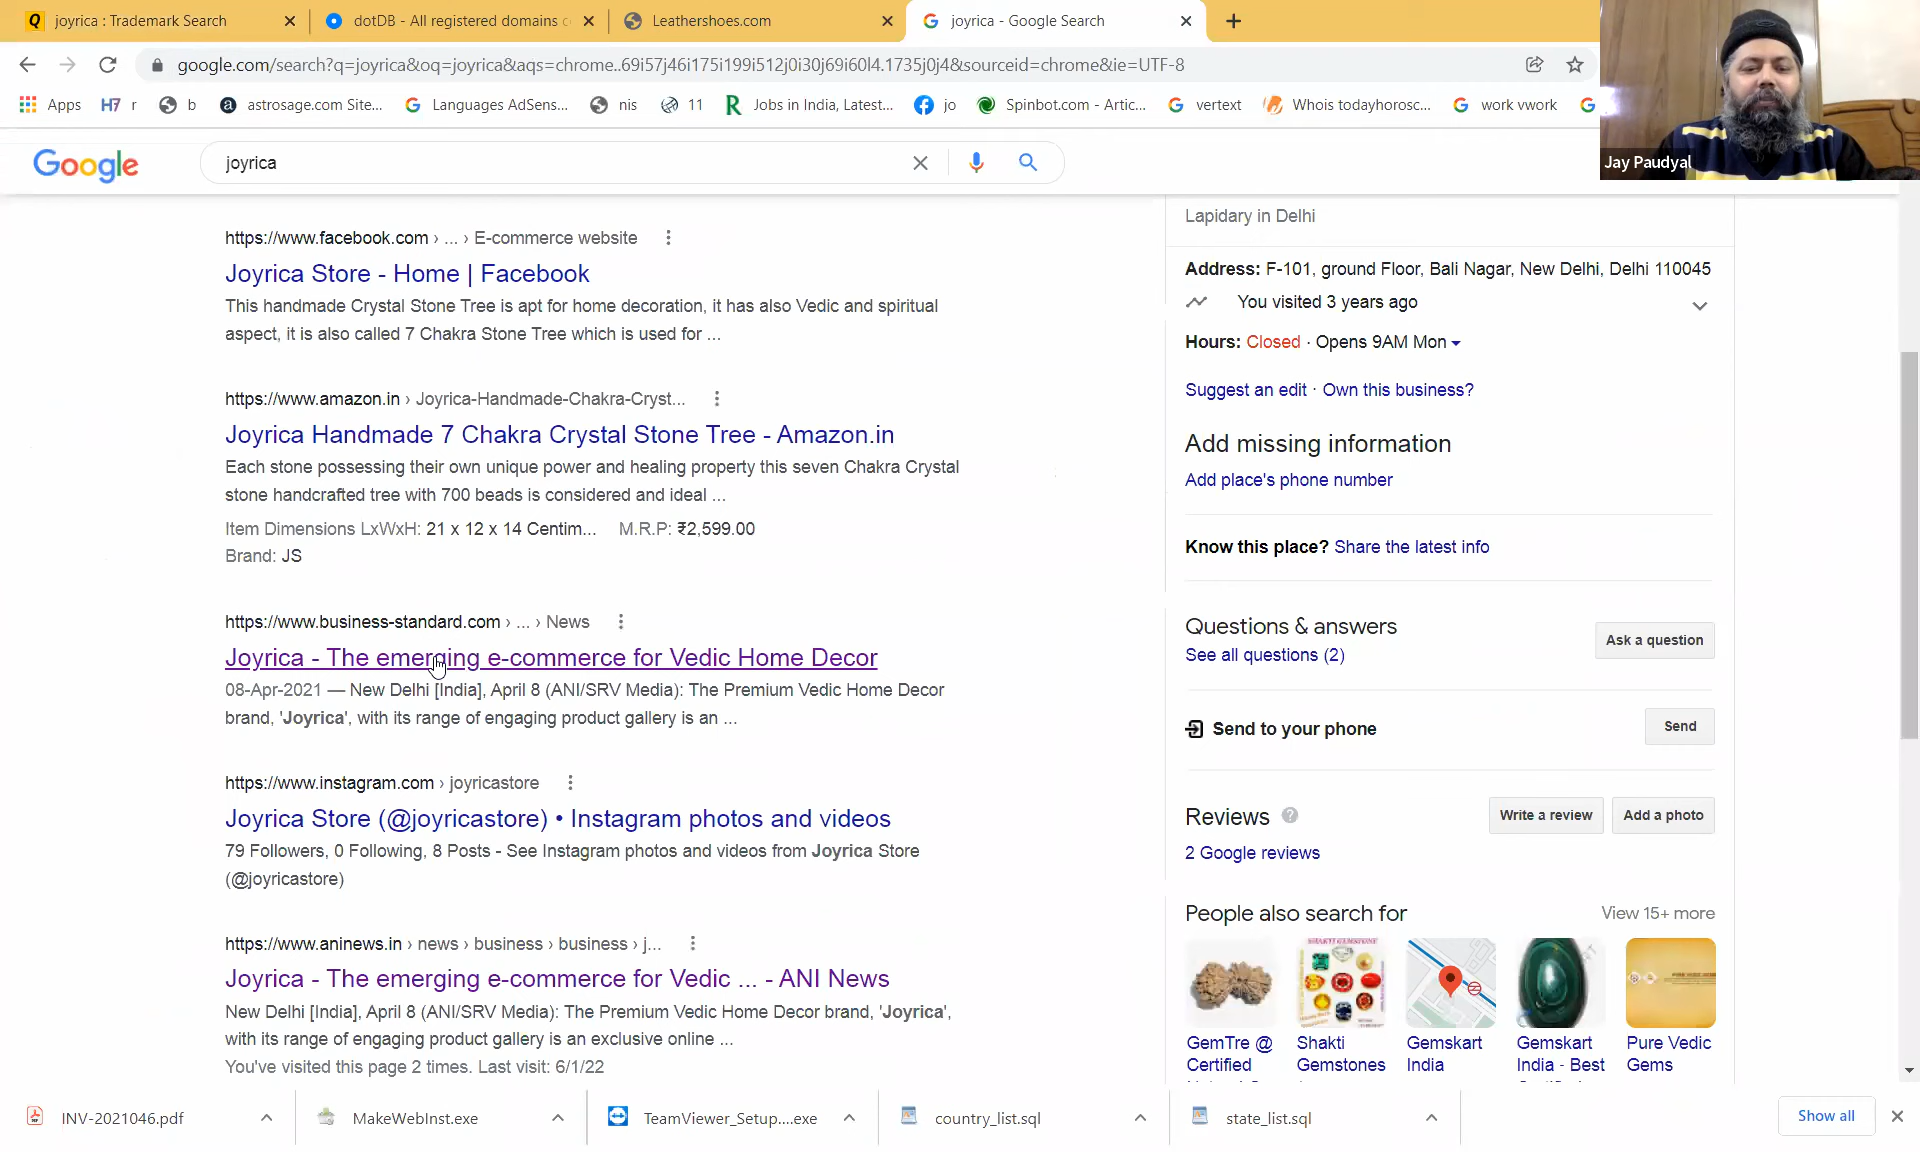 joyrica : Trademark Search
dotDB - All registered domains c
Leathershoes.com
joyrica - Google Search
google.com/search?q=joyrica&oq=joyrica&aqs=chrome..69i57j46i175i199i512j0i30j69i60l4.1735j0j4&sourceid=chrome&ie=UTF-8
Apps
H7 r
b
astrosage.com Site...
Languages AdSens...
nis
11
Jobs in India, Latest...
jo
Spinbot.com - Artic...
vertext
Whois todayhorosc...
work vwork
Jay Paudyal
Google
joyrica
https://www.facebook.com › ... › E-commerce website
Joyrica Store - Home | Facebook
This handmade Crystal Stone Tree is apt for home decoration, it has also Vedic and spiritual
aspect, it is also called 7 Chakra Stone Tree which is used for ...
https://www.amazon.in › Joyrica-Handmade-Chakra-Cryst...
Joyrica Handmade 7 Chakra Crystal Stone Tree - Amazon.in
Each stone possessing their own unique power and healing property this seven Chakra Crystal
stone handcrafted tree with 700 beads is considered and ideal ...
Item Dimensions LxWxH: 21 x 12 x 14 Centim... M.R.P: ₹2,599.00
Brand: JS
https://www.business-standard.com › ... › News
Joyrica - The emerging e-commerce for Vedic Home Decor
08-Apr-2021 — New Delhi [India], April 8 (ANI/SRV Media): The Premium Vedic Home Decor
brand, 'Joyrica', with its range of engaging product gallery is an ...
https://www.instagram.com › joyricastore
Joyrica Store (@joyricastore) • Instagram photos and videos
79 Followers, 0 Following, 8 Posts - See Instagram photos and videos from Joyrica Store
(@joyricastore)
https://www.aninews.in › news › business › business › j...
Joyrica - The emerging e-commerce for Vedic ... - ANI News
New Delhi [India], April 8 (ANI/SRV Media): The Premium Vedic Home Decor brand, 'Joyrica',
with its range of engaging product gallery is an exclusive online ...
You've visited this page 2 times. Last visit: 6/1/22
Lapidary in Delhi
Address: F-101, ground Floor, Bali Nagar, New Delhi, Delhi 110045
You visited 3 years ago
Hours: Closed · Opens 9AM Mon
Suggest an edit · Own this business?
Add missing information
Add place's phone number
Know this place? Share the latest info
Questions & answers
Ask a question
See all questions (2)
Send to your phone
Send
Reviews
Write a review
Add a photo
2 Google reviews
People also search for
View 15+ more
SHAKTI GEMSTONE
GemTre @
Certified
Shakti
Gemstones
Gemskart
India
Gemskart
India - Best
Pure Vedic
Gems
INV-2021046.pdf
MakeWebInst.exe
TeamViewer_Setup....exe
country_list.sql
state_list.sql
Show all